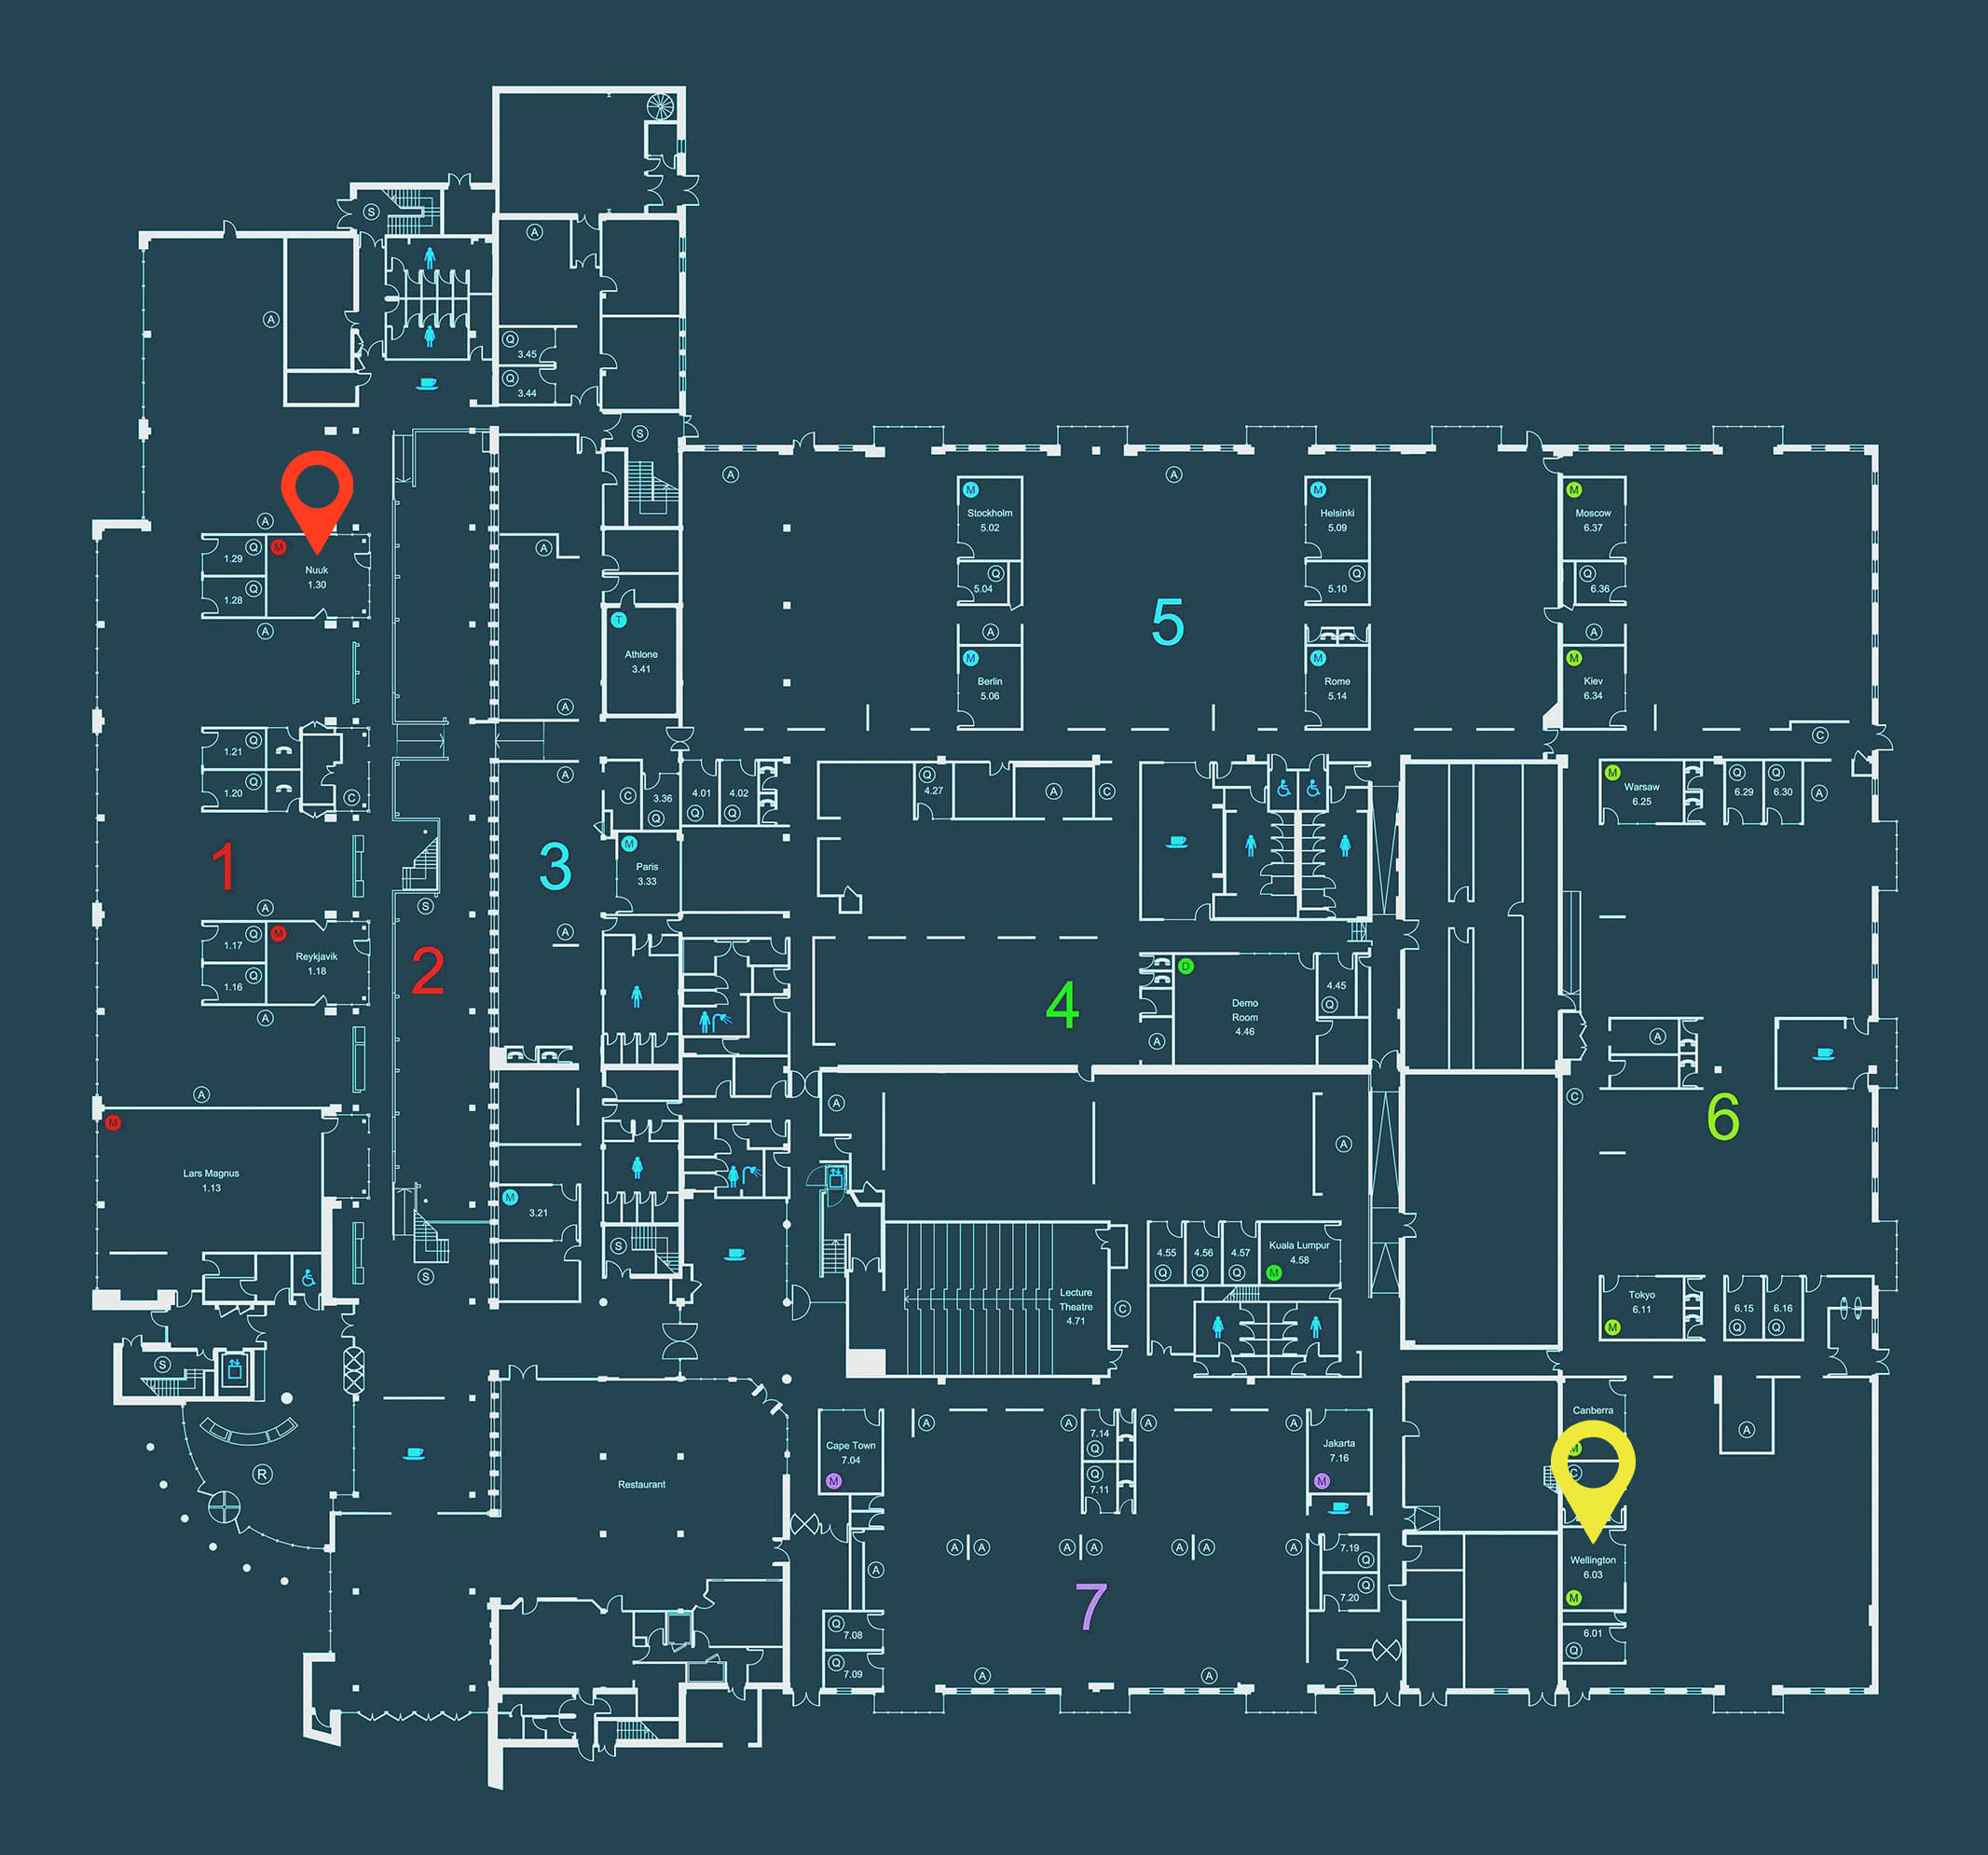 S
A
A
Q
3.45
Q
3.44
S
A
A
M
Stockholm
5.02
M
Helsinki
5.09
M
Moscow
6.37
A
1.29
Q
M
Nuuk
1.30
1.28
Q
A
A
Q
5.04
Q
5.10
Q
6.36
5
T
Athlone
3.41
A
A
M
Berlin
5.06
M
Rome
5.14
M
Kiev
6.34
A
C
1.21
Q
1.20
Q
C
A
C
3.36
Q
4.01
Q
4.02
Q
Q
4.27
A
C
M
Warsaw
6.25
Q
6.29
Q
6.30
A
1
3
M
Paris
3.33
A
S
A
1.17
Q
M
Reykjavik
1.18
1.16
Q
A
2
4
D
Demo
Room
4.46
4.45
Q
A
A
A
C
6
A
A
M
Lars Magnus
1.13
M
3.21
S
S
4.55
Q
4.56
Q
4.57
Q
Kuala Lumpur
4.58
M
Lecture
Theatre
4.71
C
Tokyo
6.11
M
6.15
Q
6.16
Q
S
R
Restaurant
Cape Town
7.04
M
A
A
7.14
Q
Q
7.11
A
A
Jakarta
7.16
M
Canberra
M
C
A
A
A
A
A
A
A
A
A
7.19
Q
Q
7.20
Wellington
6.03
M
7
Q
7.08
Q
7.09
A
A
6.01
Q